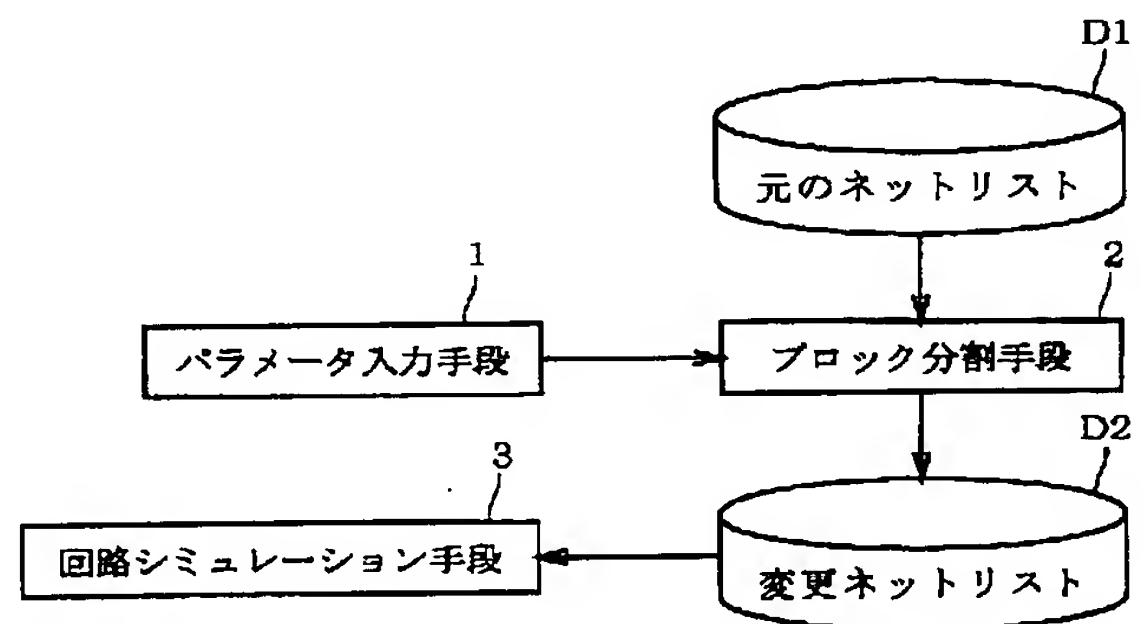 D1
元のネットリスト
1
パラメータ入力手段
2
ブロック分割手段
D2
3
回路シミュレーション手段
変更ネットリスト